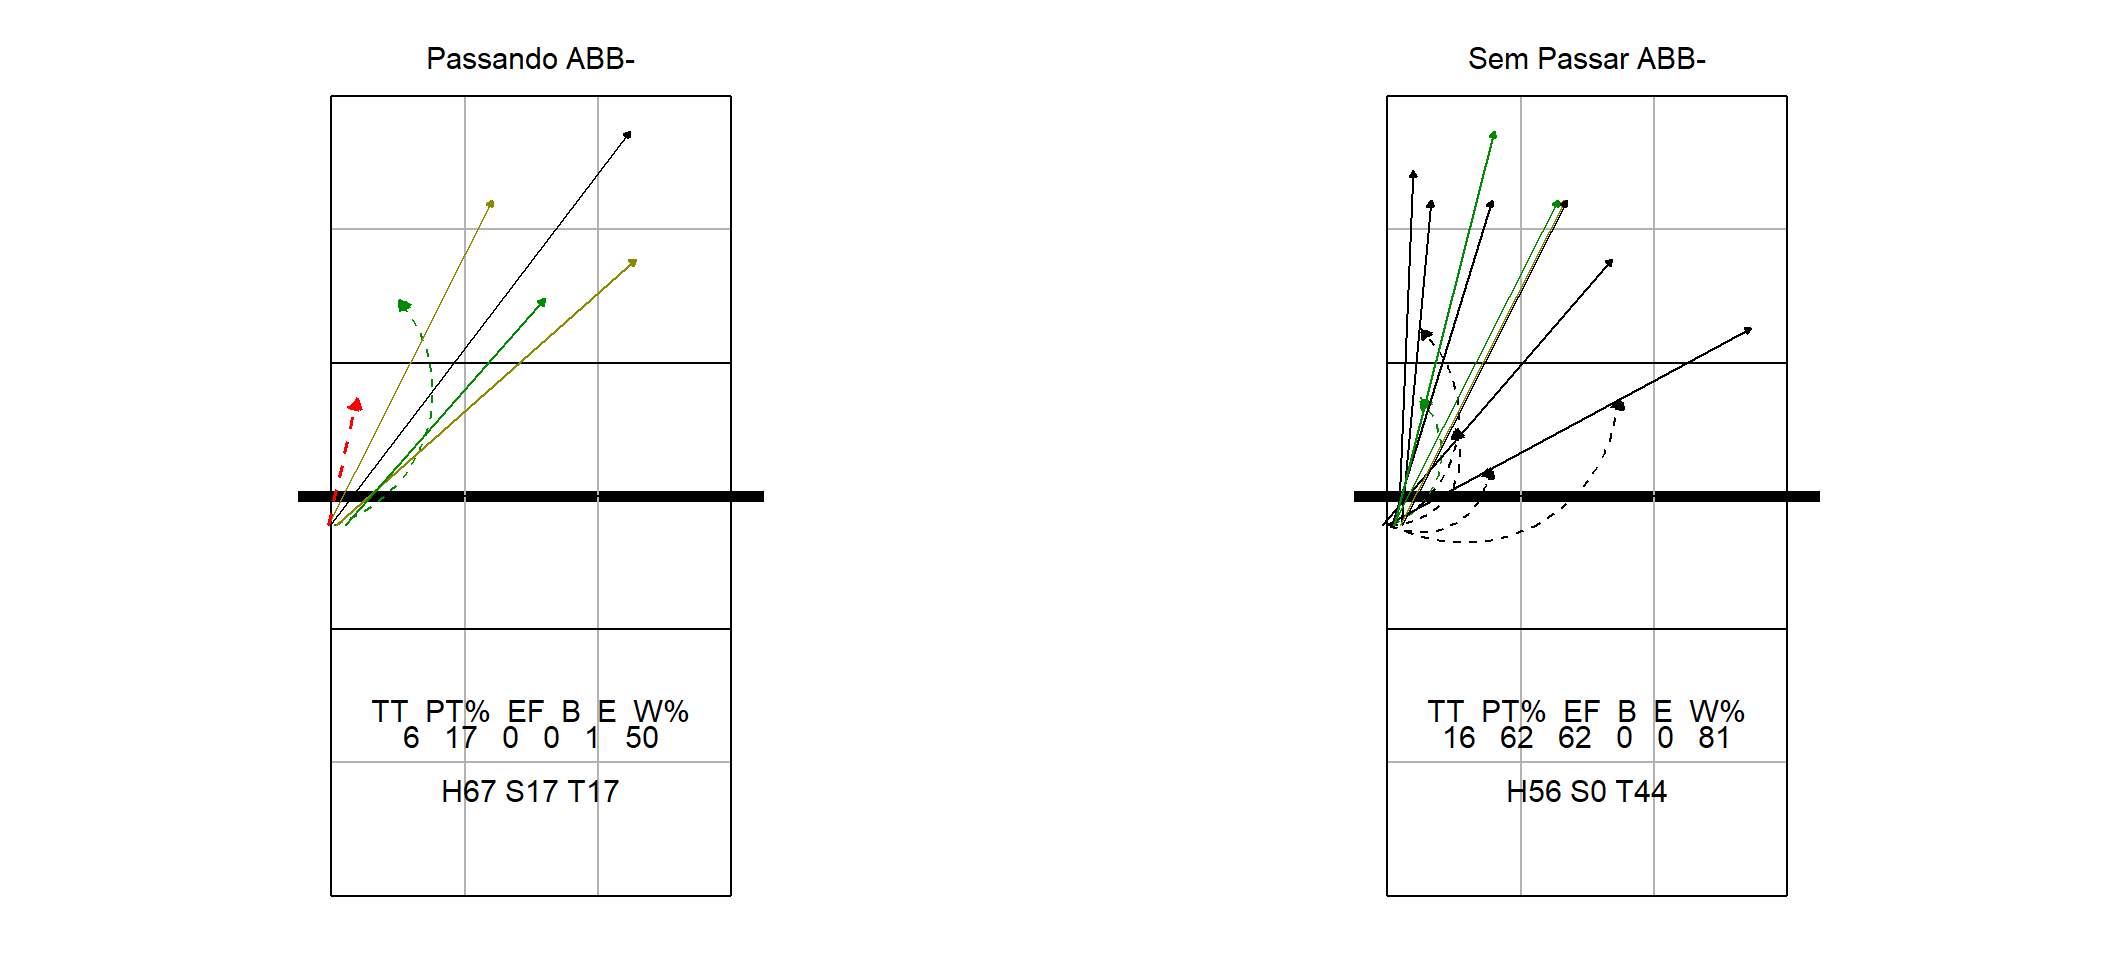 Passando ABB-
TT PT% EF B E W%
6 17 0 0 1 50
H67 S17 T17
Sem Passar ABB-
TT PT% EF B E W%
16 62 62 0 0 81
H56 S0 T44